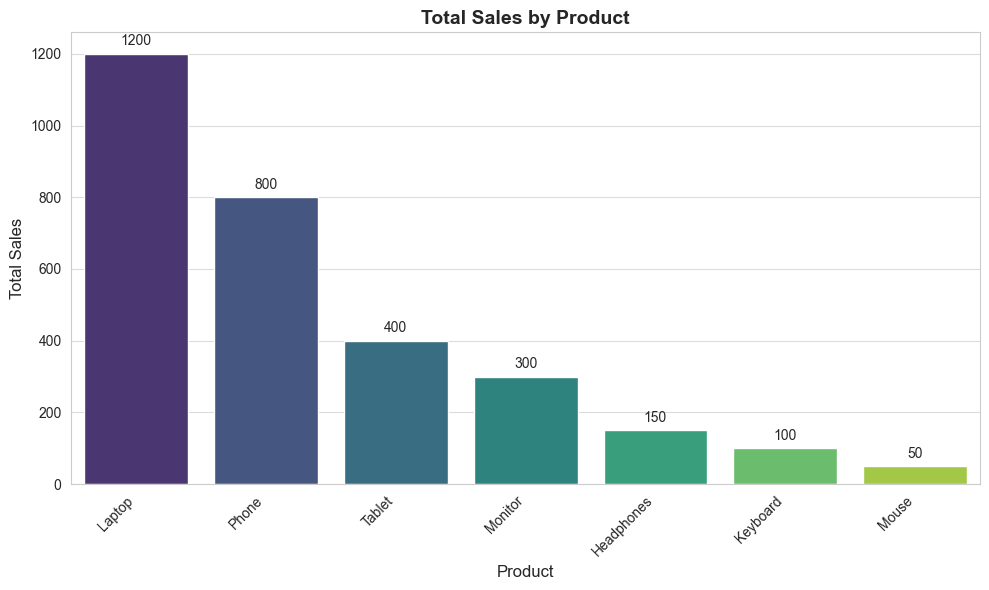 Total Sales by Product
Total Sales
1200
1000
800
600
400
200
0
1200
800
400
300
150
100
50
Laptop
Phone
Tablet
Monitor
Headphones
Keyboard
Mouse
Product